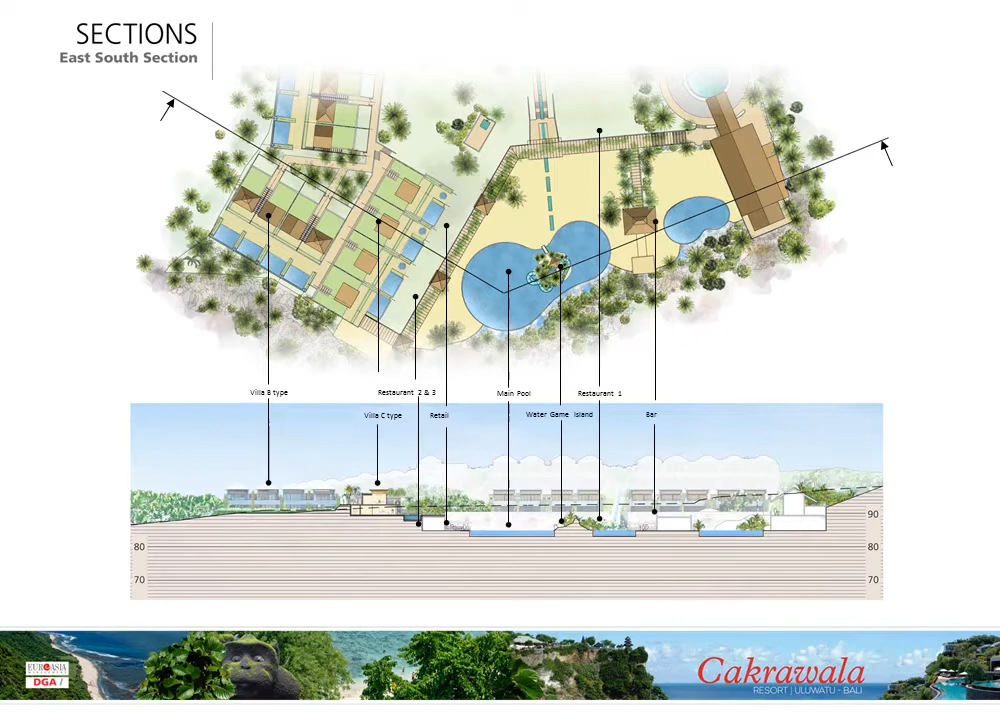 SECTIONS
East South Section
Villa B type
Restaurant 2 & 3
Main Pool
Restaurant 1
Villa C type
Retail
Water Game Island
Bar
90
80
80
70
70
EUROASIA
DGA /
Cakrawala
RESORT | ULUWATU - BALI